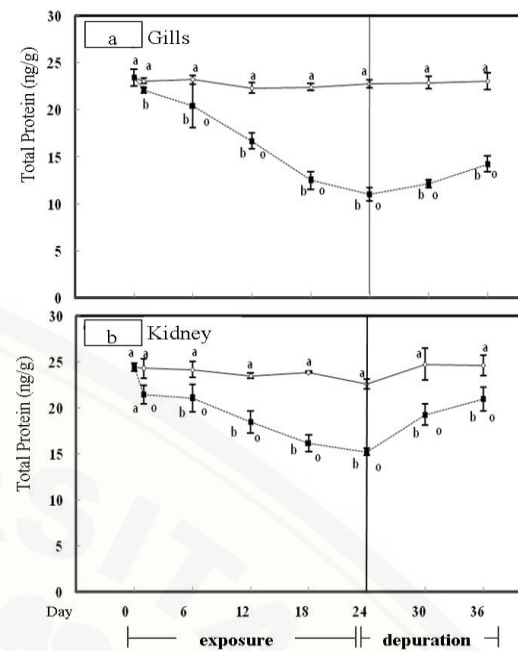 a Gills
Total Protein (ng/g)
30
25
20
15
10
5
0
a a a a a a a a
b b o b o b o b o b o b o
b Kidney
Total Protein (ng/g)
30
25
20
15
10
5
0
a a a a a a a a
a o b o b o b o b o b o b o
Day 0 6 12 18 24 30 36
exposure depuration